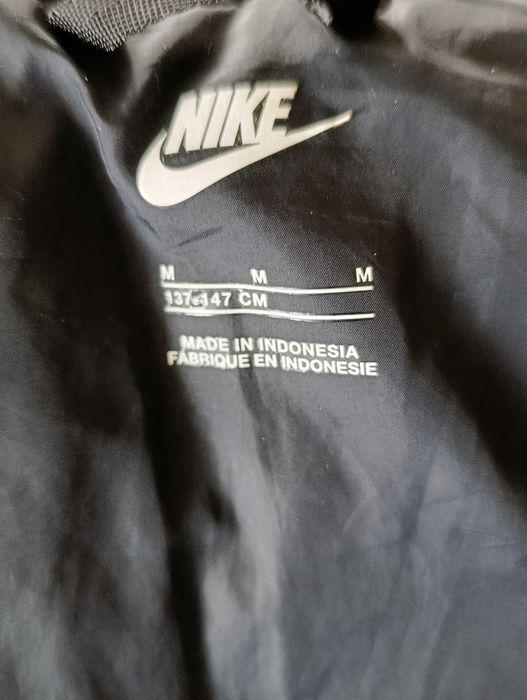 NIKE
M M M
137-147 CM
MADE IN INDONESIA
FABRIQUE EN INDONESIE